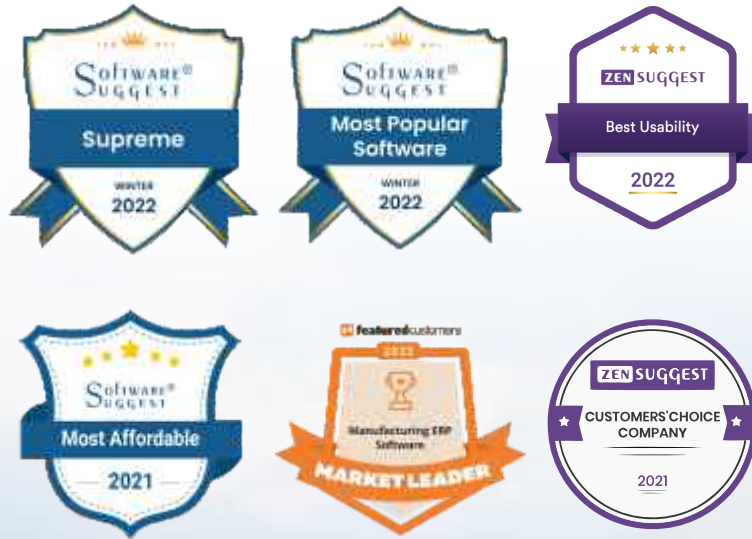 SOFTWARE®
SUGGEST
Supreme
WINTER
2022
SOFTWARE®
SUGGEST
Most Popular
Software
WINTER
2022
ZEN SUGGEST
Best Usability
2022
SOFTWARE®
SUGGEST
Most Affordable
2021
featuredcustomers
Manufacturing ERP
Software
MARKET LEADER
ZEN SUGGEST
CUSTOMERS'CHOICE
COMPANY
2021